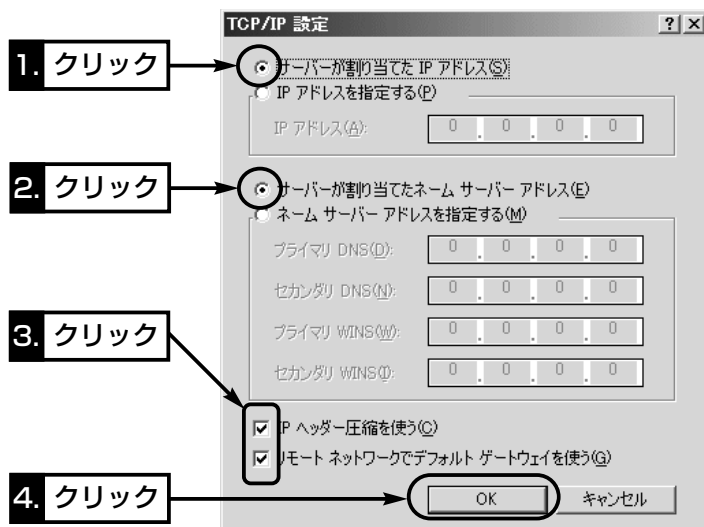 TCP/IP 設定
1. クリック
サーバーが割り当てた IP アドレス(S)
IP アドレスを指定する(P)
IP アドレス(A): 0 . 0 . 0 . 0
2. クリック
サーバーが割り当てたネーム サーバー アドレス(E)
ネーム サーバー アドレスを指定する(M)
プライマリ DNS(D): 0 . 0 . 0 . 0
セカンダリ DNS(N): 0 . 0 . 0 . 0
プライマリ WINS(W): 0 . 0 . 0 . 0
セカンダリ WINS(I): 0 . 0 . 0 . 0
3. クリック
IP ヘッダー圧縮を使う(C)
リモート ネットワークでデフォルト ゲートウェイを使う(G)
4. クリック
OK キャンセル